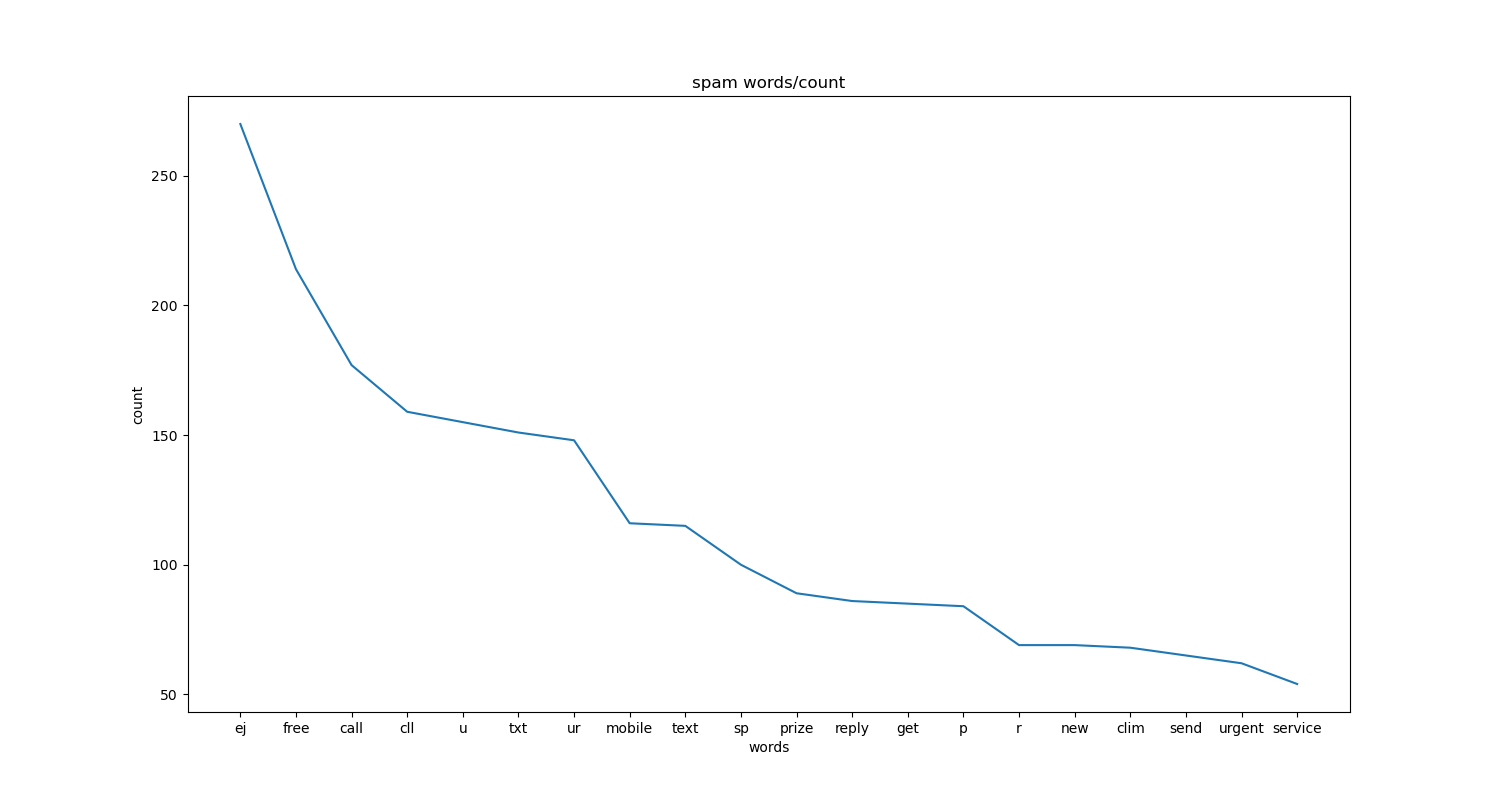 spam words/count
250
200
150
100
50
count
ej free call cll u txt ur mobile text sp prize reply get p r new clim send urgent service
words